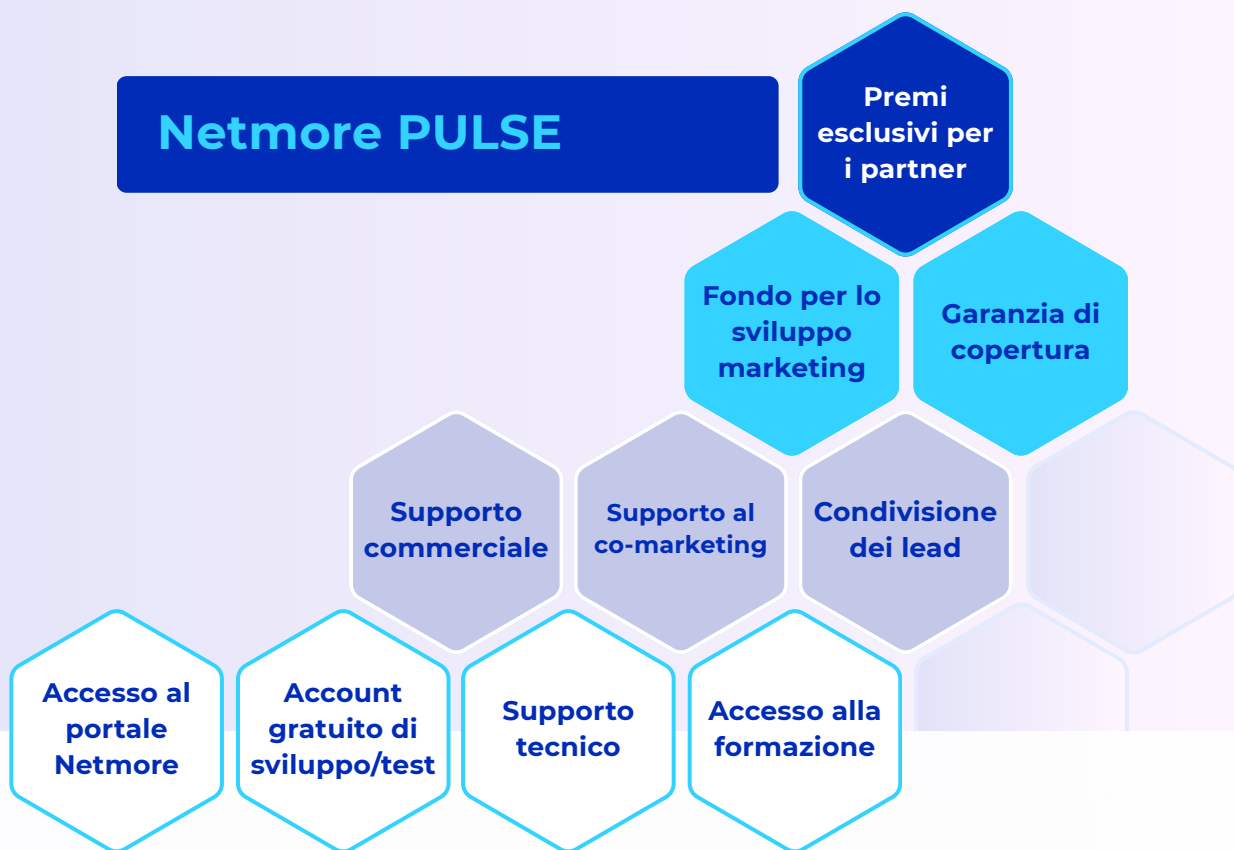 Netmore PULSE
Premi
esclusivi per
i partner
Fondo per lo
sviluppo
marketing
Garanzia di
copertura
Supporto
commerciale
Supporto al
co-marketing
Condivisione
dei lead
Accesso al
portale
Netmore
Account
gratuito di
sviluppo/test
Supporto
tecnico
Accesso alla
formazione